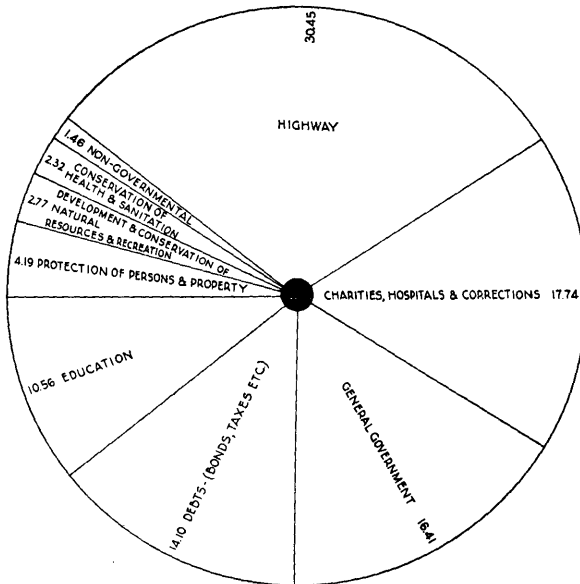 30.45
HIGHWAY
1.46 NON-GOVERNMENTAL
2.32 CONSERVATION OF
HEALTH & SANITATION
DEVELOPMENT & CONSERVATION OF
2.77 NATURAL
RESOURCES & RECREATION
4.19 PROTECTION OF PERSONS & PROPERTY
CHARITIES, HOSPITALS & CORRECTIONS 17.74
10.56 EDUCATION
14.10 DEBTS - (BONDS, TAXES ETC.)
GENERAL GOVERNMENT 16.41